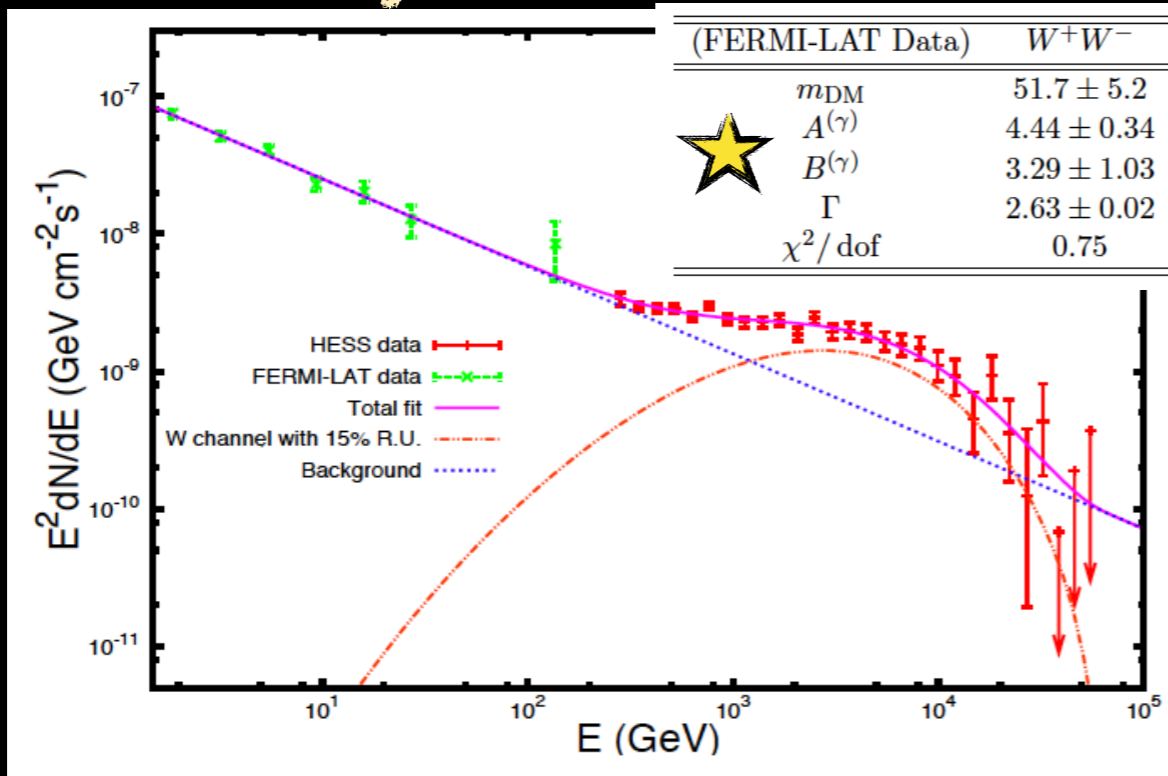 (FERMI-LAT Data) W⁺W⁻
m_DM 51.7 ± 5.2
A^(γ) 4.44 ± 0.34
B^(γ) 3.29 ± 1.03
Γ 2.63 ± 0.02
χ²/ dof 0.75
E²dN/dE (GeV cm⁻²s⁻¹)
10⁻⁷
10⁻⁸
10⁻⁹
10⁻¹⁰
10⁻¹¹
HESS data
FERMI-LAT data
Total fit
W channel with 15% R.U.
Background
10¹ 10² 10³ 10⁴ 10⁵
E (GeV)